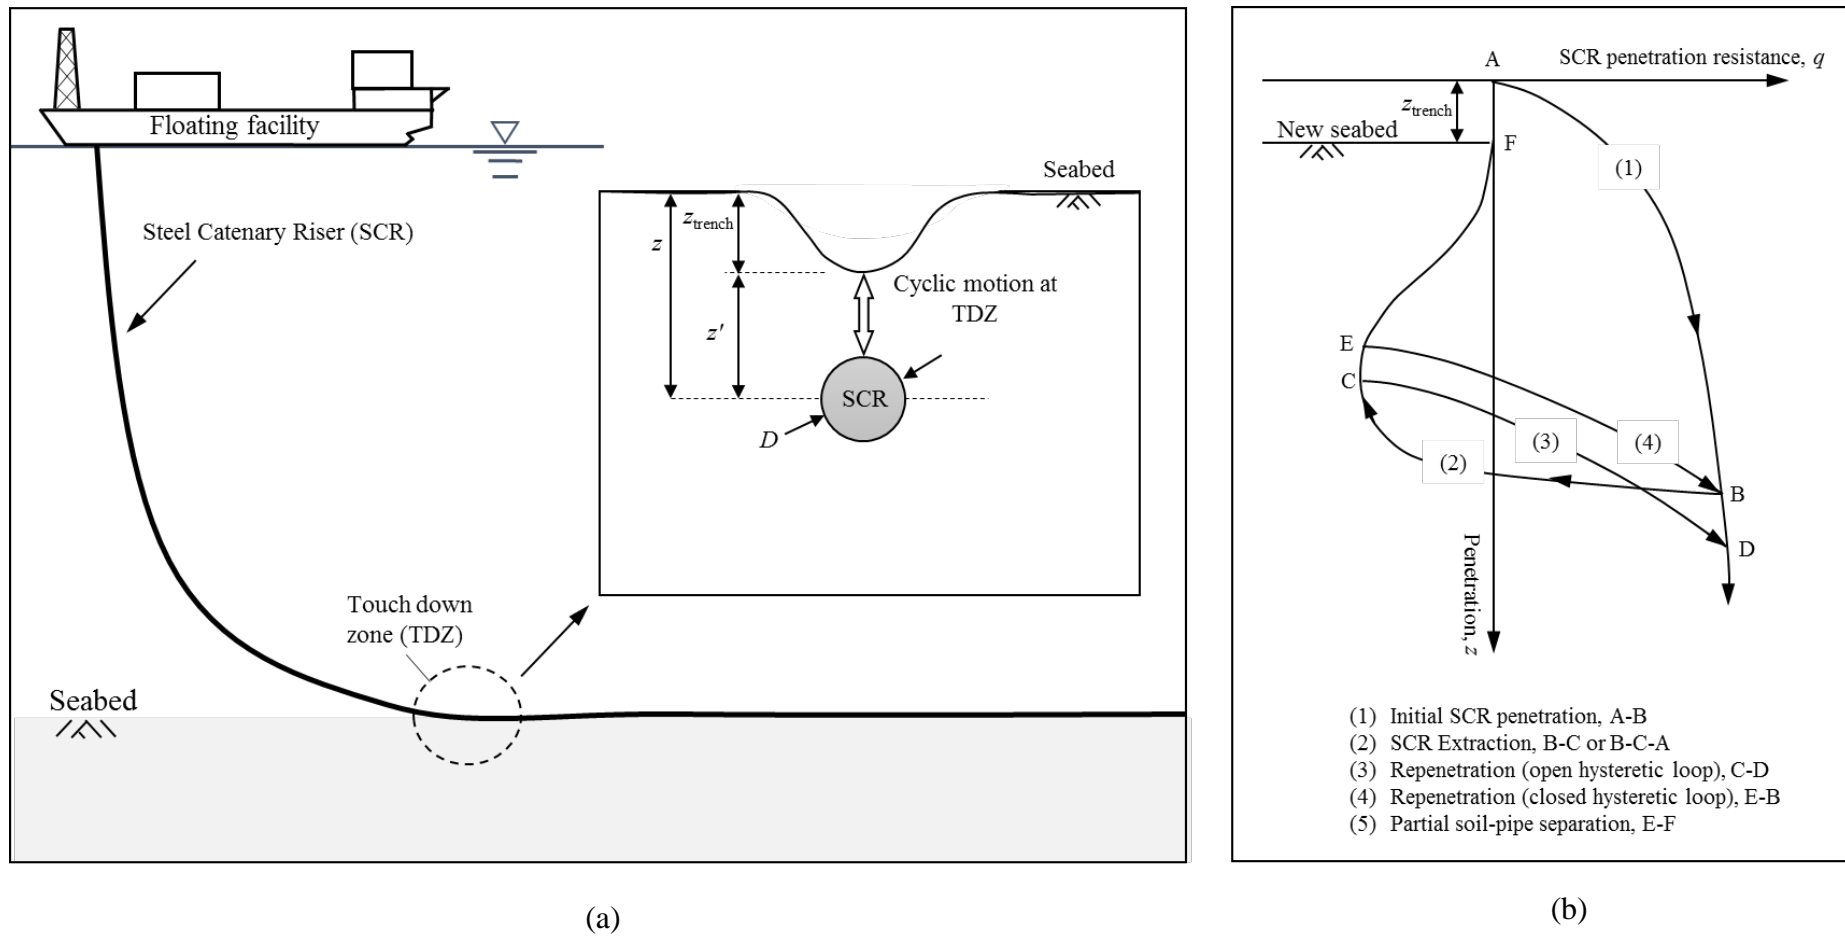 Floating facility
Steel Catenary Riser (SCR)
Seabed
z
ztrench
Cyclic motion at
TDZ
z'
SCR
D
Touch down
zone (TDZ)
Seabed
(a)
A
SCR penetration resistance, q
ztrench
New seabed
F
(1)
E
C
(3)
(4)
(2)
B
D
Penetration, z
(1) Initial SCR penetration, A-B
(2) SCR Extraction, B-C or B-C-A
(3) Repenetration (open hysteretic loop), C-D
(4) Repenetration (closed hysteretic loop), E-B
(5) Partial soil-pipe separation, E-F
(b)